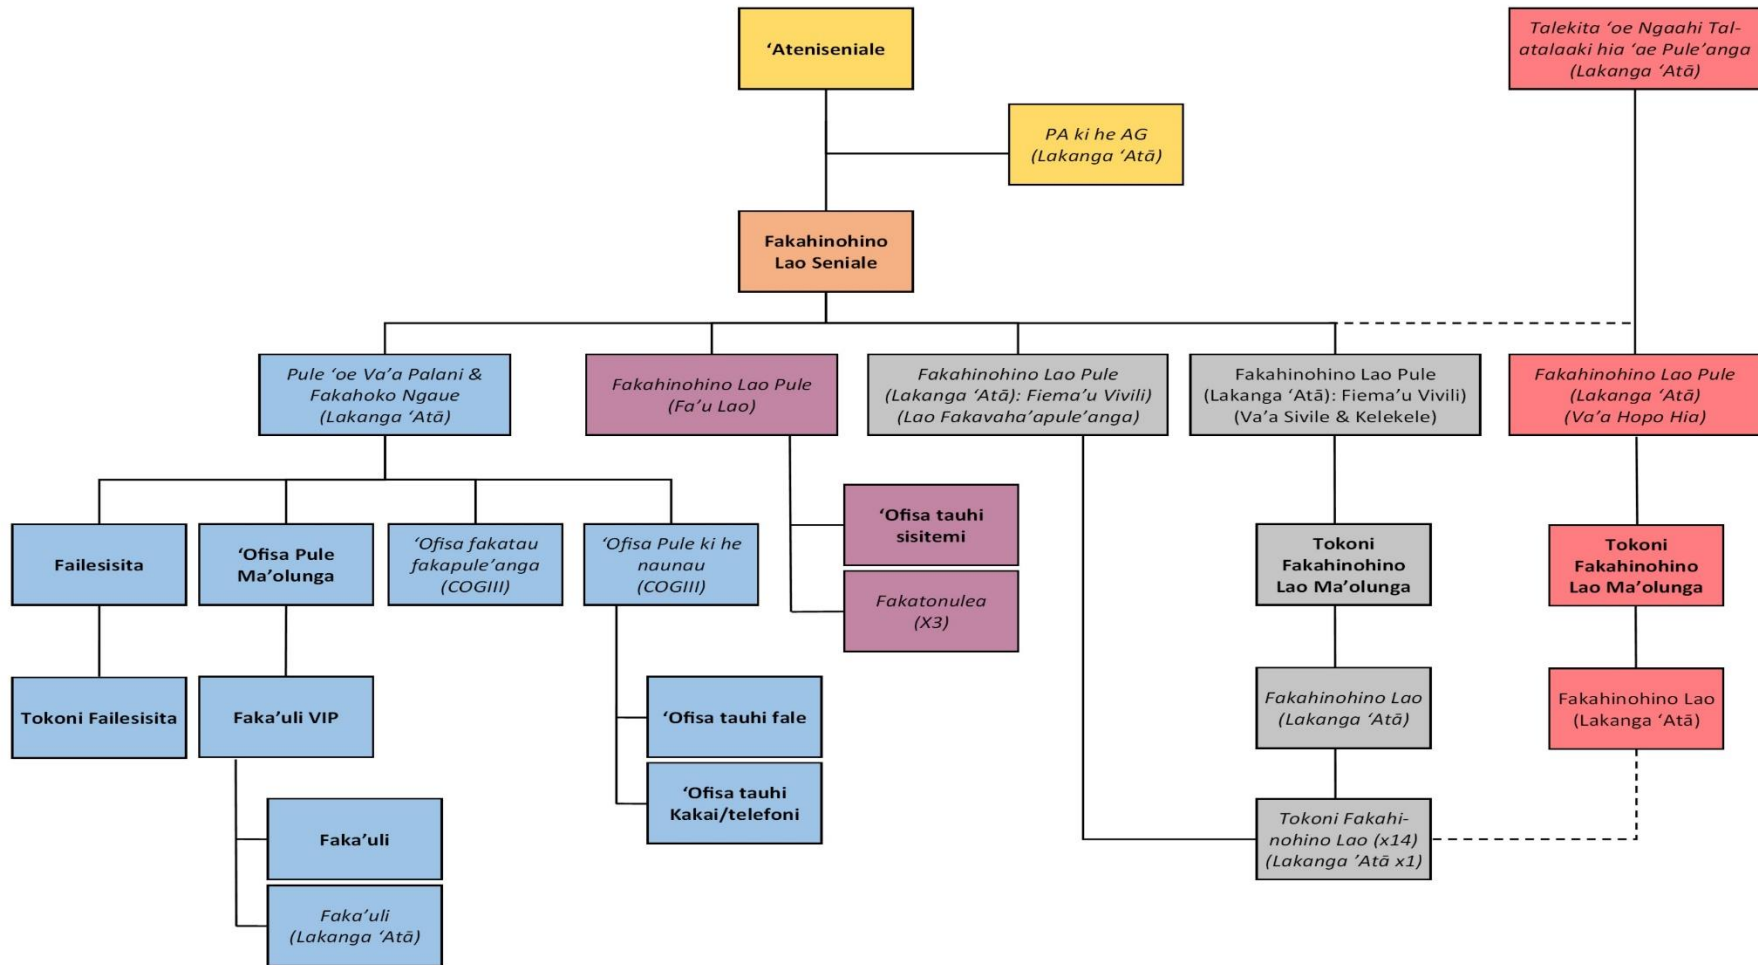 ‘Ateniseniale
Talekita ‘oe Ngaahi Tal-
atalaaki hia ‘ae Pule’anga
(Lakanga ‘Atā)
PA ki he AG
(Lakanga ‘Atā)
Fakahinohino
Lao Seniale
Pule ‘oe Va’a Palani &
Fakahoko Ngaue
(Lakanga ‘Atā)
Fakahinohino Lao Pule
(Fa’u Lao)
Fakahinohino Lao Pule
(Lakanga ‘Atā): Fiema’u Vivili)
(Lao Fakavaha’apule’anga)
Fakahinohino Lao Pule
(Lakanga ‘Atā): Fiema’u Vivili)
(Va’a Sivile & Kelekele)
Fakahinohino Lao Pule
(Lakanga ‘Atā)
(Va’a Hopo Hia)
Failesisita
‘Ofisa Pule
Ma’olunga
‘Ofisa fakatau
fakapule’anga
(COGIII)
‘Ofisa Pule ki he
naunau
(COGIII)
‘Ofisa tauhi
sisitemi
Fakatonulea
(X3)
Tokoni
Fakahinohino
Lao Ma’olunga
Tokoni
Fakahinohino
Lao Ma’olunga
Tokoni Failesisita
Faka’uli VIP
‘Ofisa tauhi fale
‘Ofisa tauhi
Kakai/telefoni
Fakahinohino Lao
(Lakanga ‘Atā)
Fakahinohino Lao
(Lakanga ‘Atā)
Faka’uli
Faka’uli
(Lakanga ‘Atā)
Tokoni Fakahi-
nohino Lao (x14)
(Lakanga ’Atā x1)